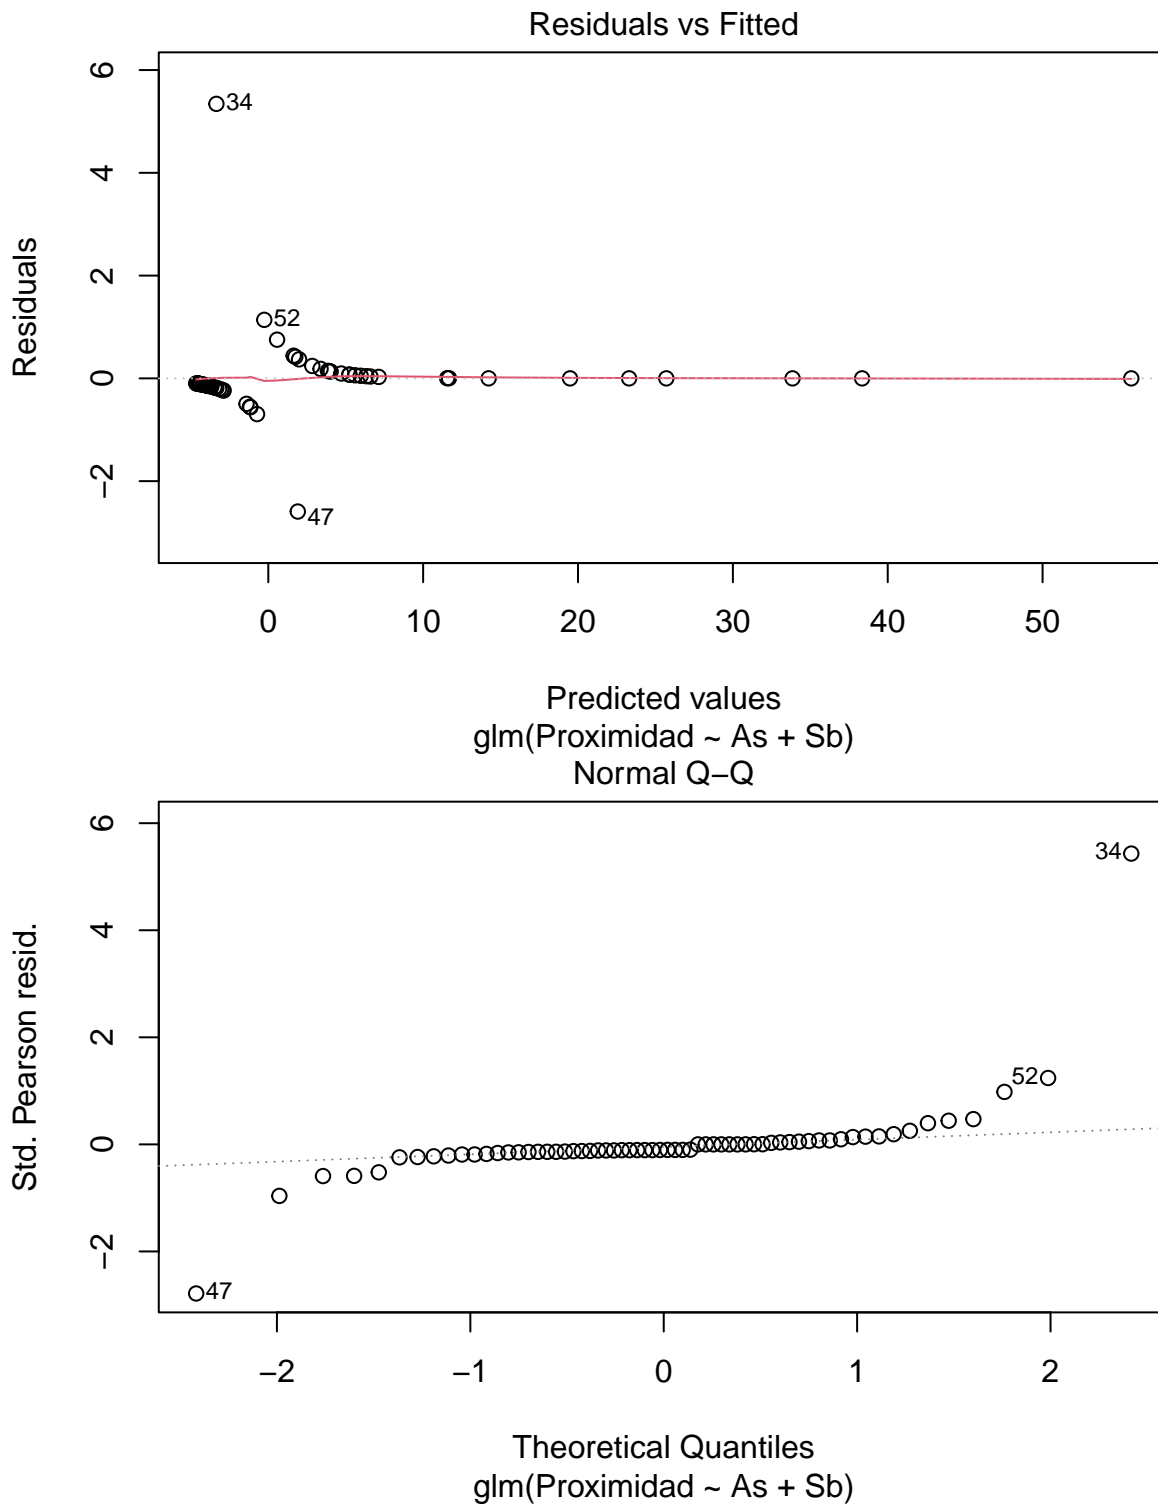 Residuals vs Fitted
6
4
2
0
−2
Residuals
34
52
47
0 10 20 30 40 50
Predicted values
glm(Proximidad ~ As + Sb)
Normal Q−Q
6
4
2
0
−2
Std. Pearson resid.
34
52
47
−2 −1 0 1 2
Theoretical Quantiles
glm(Proximidad ~ As + Sb)